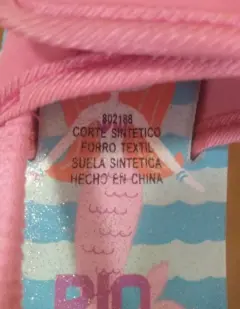 802188
CORTE SINTETICO
FORRO TEXTIL
SUELA SINTETICA
HECHO EN CHINA